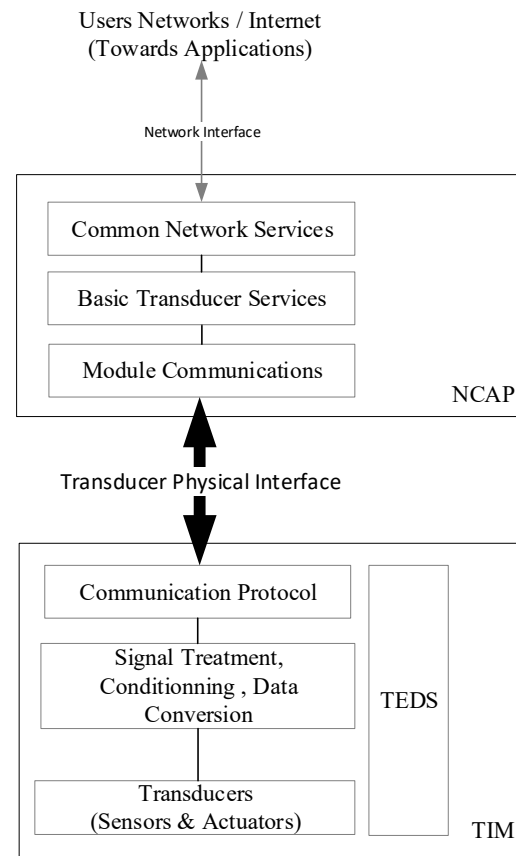 Users Networks / Internet
(Towards Applications)
Network Interface
Common Network Services
Basic Transducer Services
Module Communications
NCAP
Transducer Physical Interface
Communication Protocol
Signal Treatment,
Conditionning , Data
Conversion
TEDS
Transducers
(Sensors & Actuators)
TIM